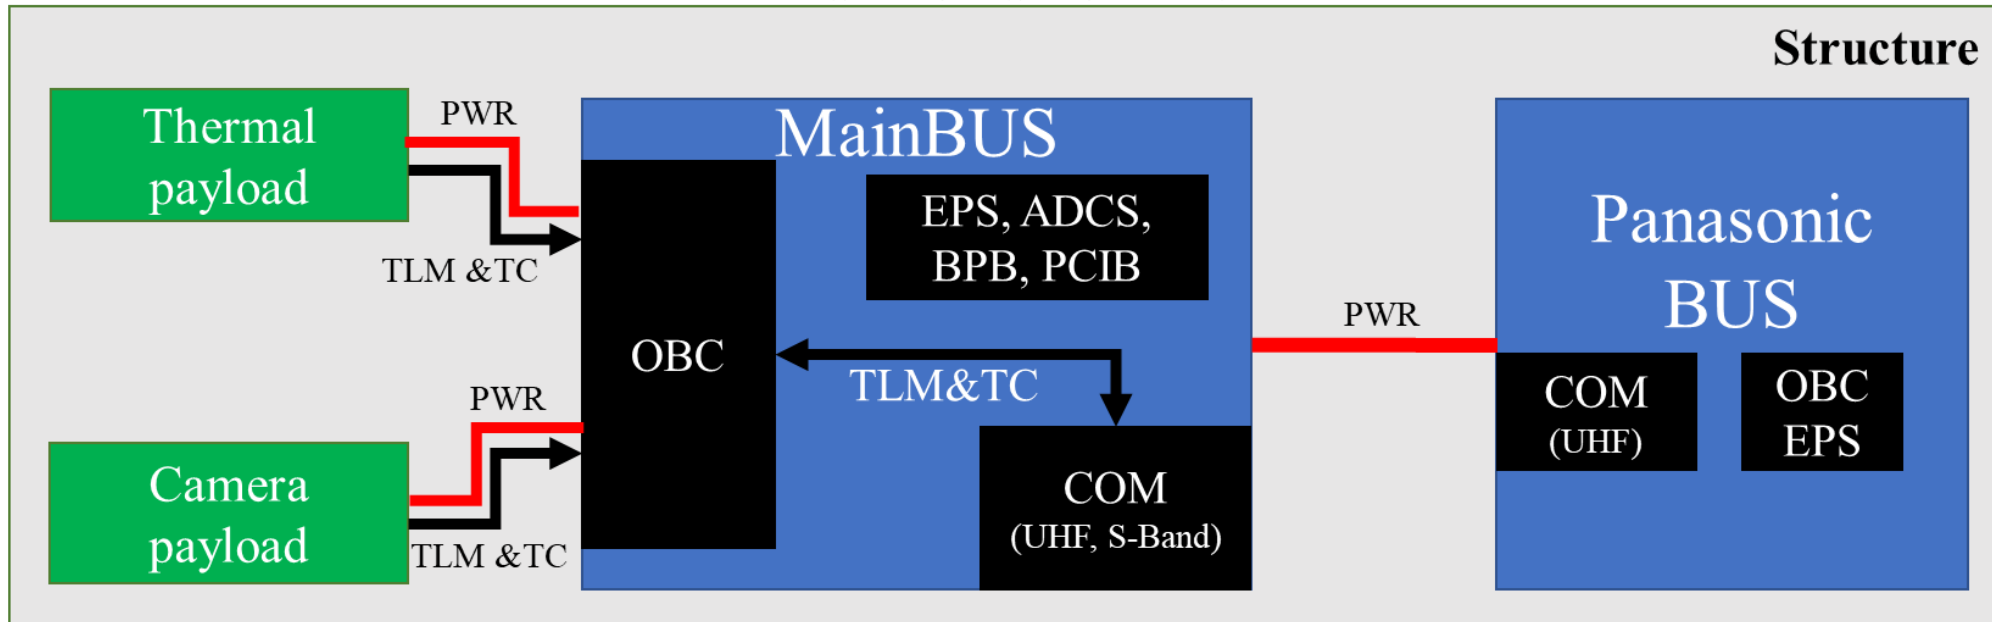 Structure
Thermal
payload
PWR
TLM &TC
Camera
payload
PWR
TLM &TC
MainBUS
OBC
EPS, ADCS,
BPB, PCIB
TLM&TC
COM
(UHF, S-Band)
PWR
Panasonic
BUS
COM
(UHF)
OBC
EPS